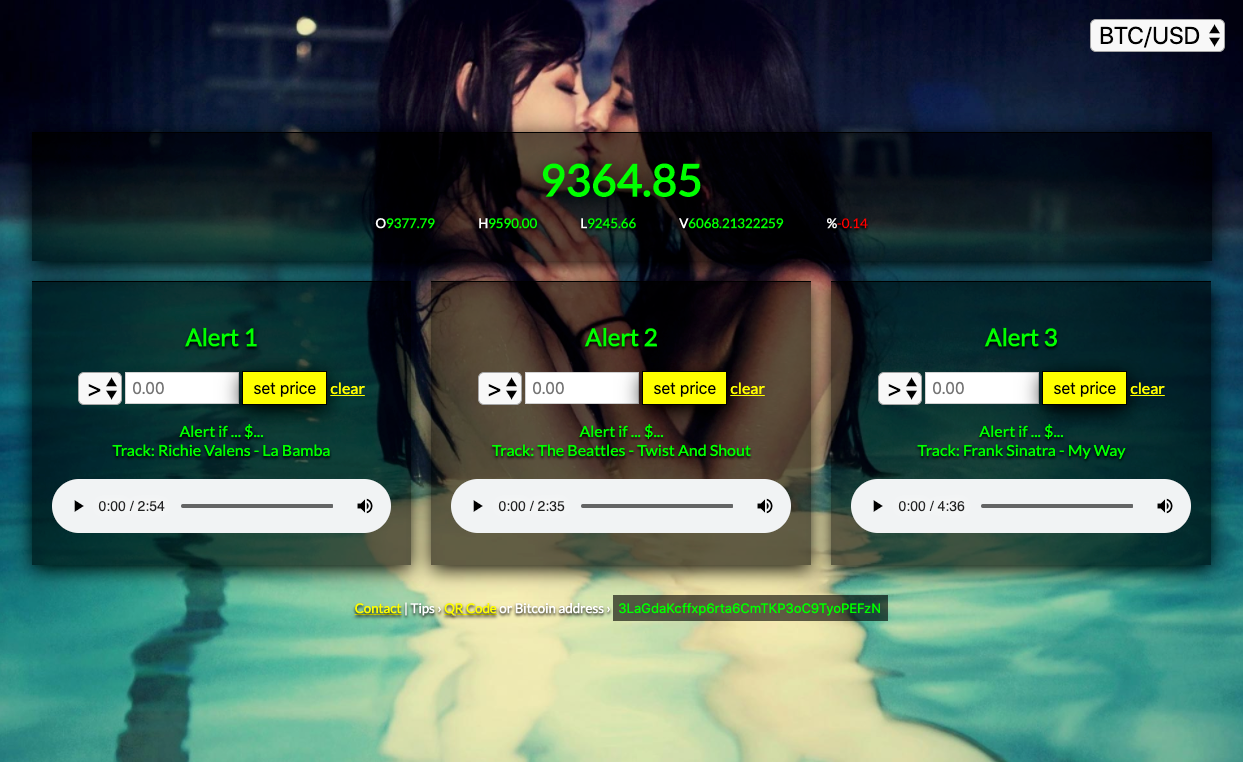 BTC/USD
9364.85
O9377.79 H9590.00 L9245.66 V6068.21322259 %-0.14
Alert 1
> 0.00 set price clear
Alert if ... $...
Track: Richie Valens - La Bamba
0:00 / 2:54
Alert 2
> 0.00 set price clear
Alert if ... $...
Track: The Beattles - Twist And Shout
0:00 / 2:35
Alert 3
> 0.00 set price clear
Alert if ... $...
Track: Frank Sinatra - My Way
0:00 / 4:36
Contact | Tips › QR Code or Bitcoin address › 3LaGdaKcffxp6rta6CmTKP3oC9TyoPEFzN